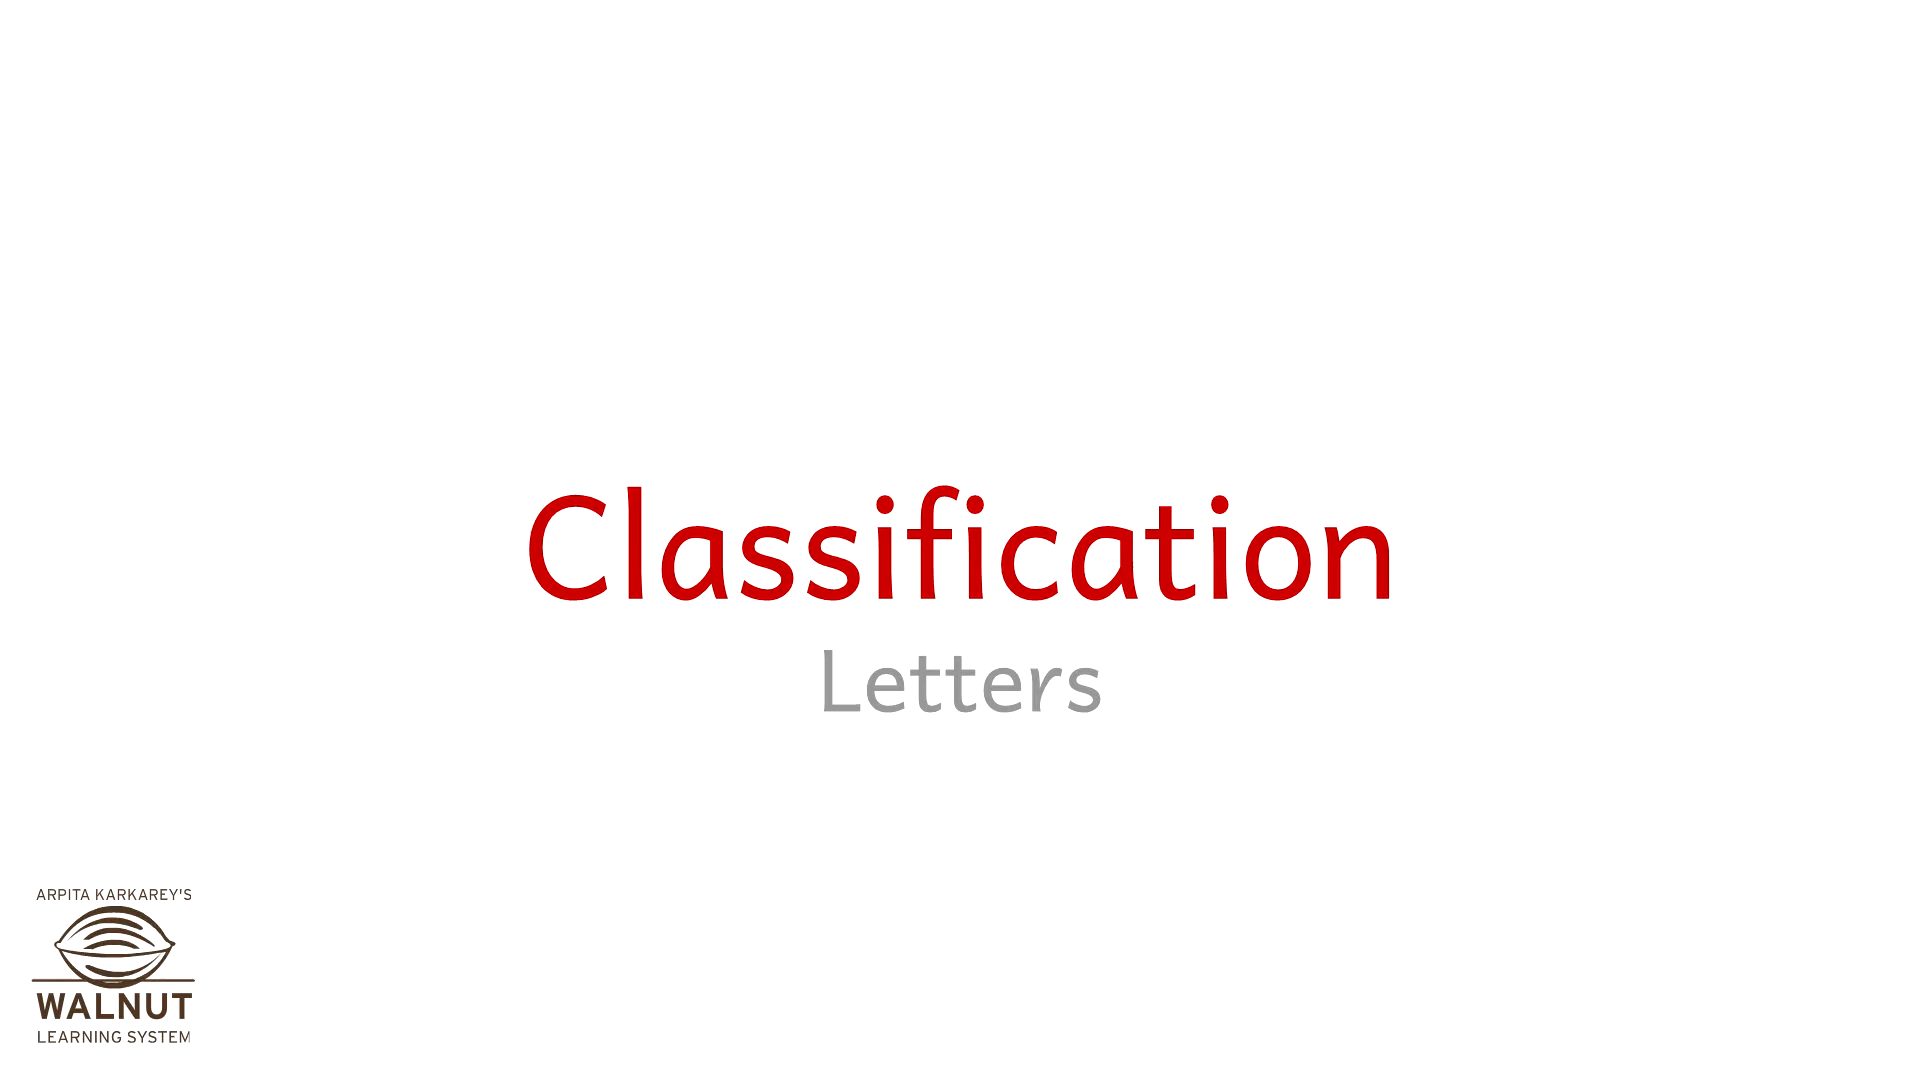 Classification
Letters
ARPITA KARKAREY'S
WALNUT
LEARNING SYSTEM